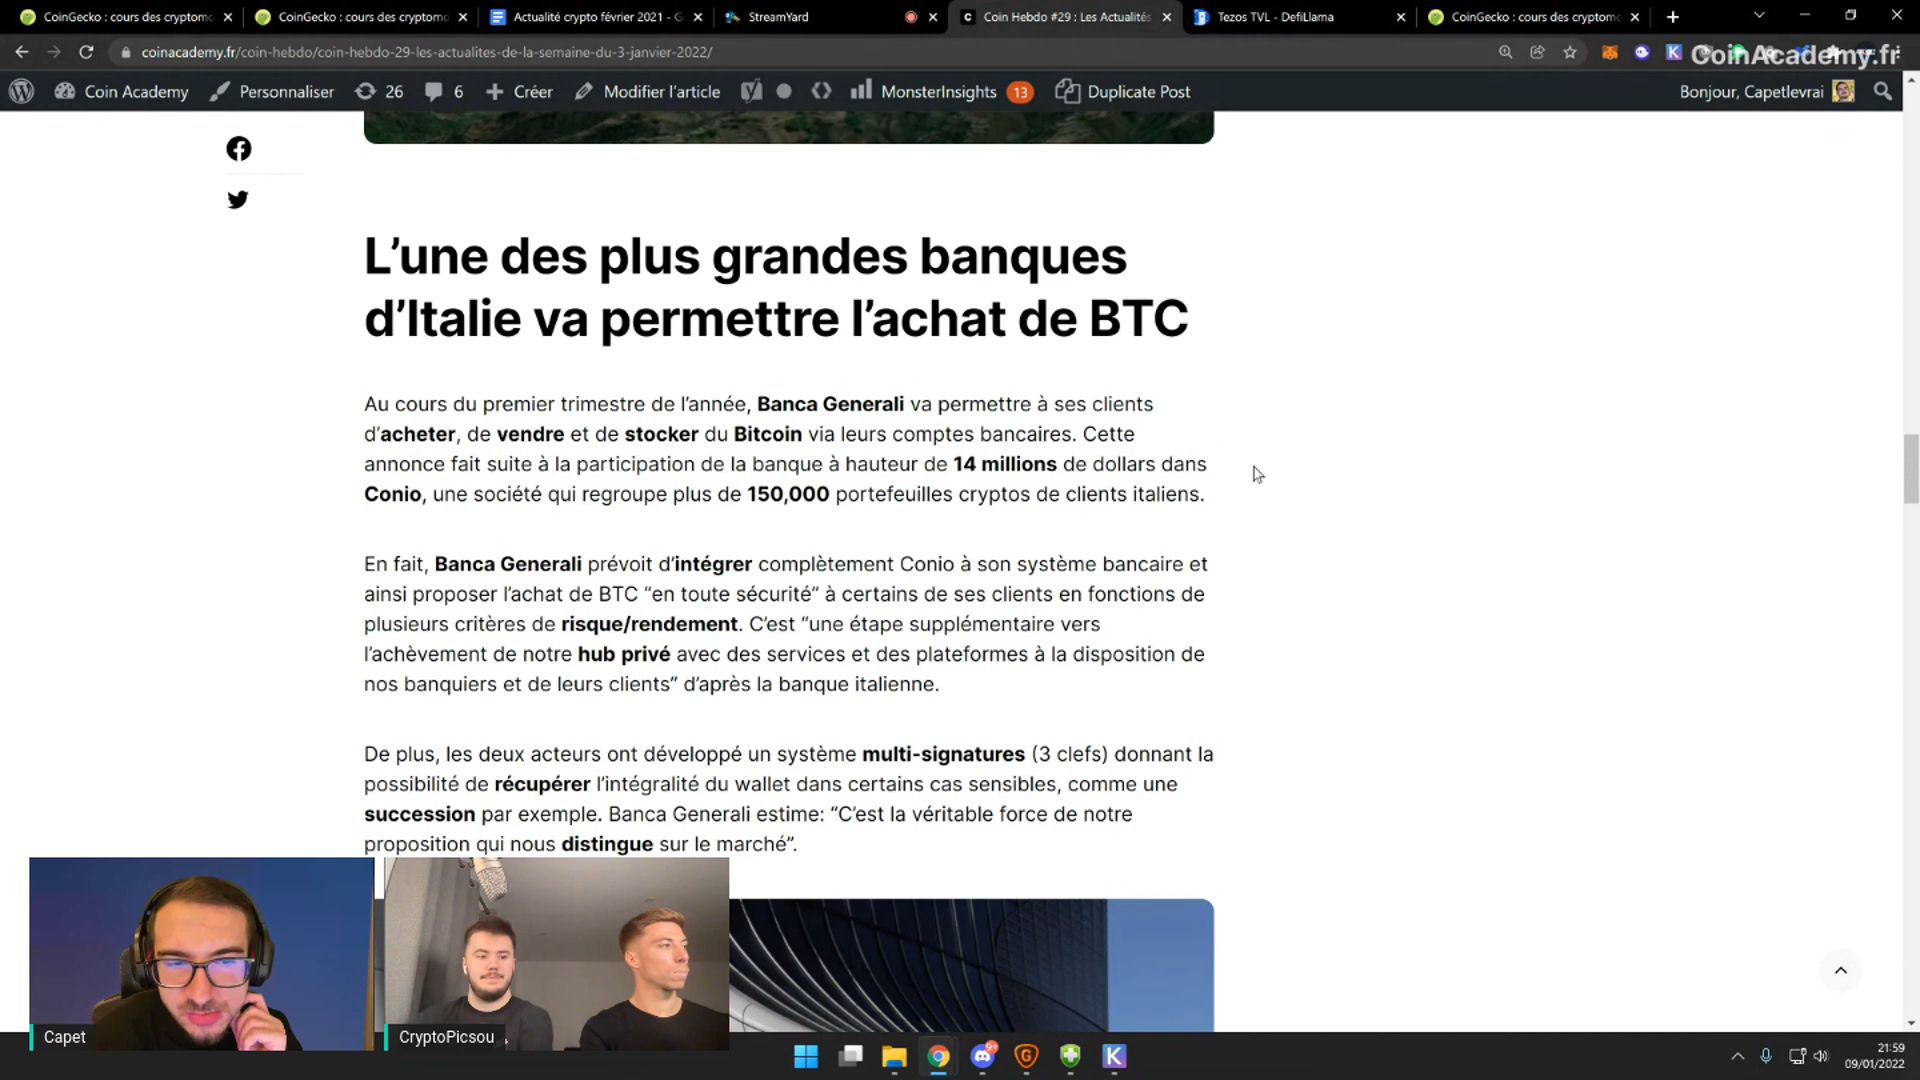 CoinGecko : cours des cryptomo
CoinGecko : cours des cryptomo
Actualité crypto février 2021 - G
StreamYard
Coin Hebdo #29 : Les Actualités
Tezos TVL - DefiLlama
CoinGecko : cours des cryptomo
coinacademy.fr/coin-hebdo/coin-hebdo-29-les-actualites-de-la-semaine-du-3-janvier-2022/
CoinAcademy.fr
Coin Academy
Personnaliser
26
6
Créer
Modifier l'article
MonsterInsights 13
Duplicate Post
Bonjour, Capetlevrai
L'une des plus grandes banques
d'Italie va permettre l'achat de BTC
Au cours du premier trimestre de l'année, Banca Generali va permettre à ses clients
d'acheter, de vendre et de stocker du Bitcoin via leurs comptes bancaires. Cette
annonce fait suite à la participation de la banque à hauteur de 14 millions de dollars dans
Conio, une société qui regroupe plus de 150,000 portefeuilles cryptos de clients italiens.
En fait, Banca Generali prévoit d'intégrer complètement Conio à son système bancaire et
ainsi proposer l'achat de BTC “en toute sécurité” à certains de ses clients en fonctions de
plusieurs critères de risque/rendement. C'est “une étape supplémentaire vers
l'achèvement de notre hub privé avec des services et des plateformes à la disposition de
nos banquiers et de leurs clients” d'après la banque italienne.
De plus, les deux acteurs ont développé un système multi-signatures (3 clefs) donnant la
possibilité de récupérer l'intégralité du wallet dans certains cas sensibles, comme une
succession par exemple. Banca Generali estime: “C'est la véritable force de notre
proposition qui nous distingue sur le marché”.
Capet
CryptoPicsou
21:59
09/01/2022